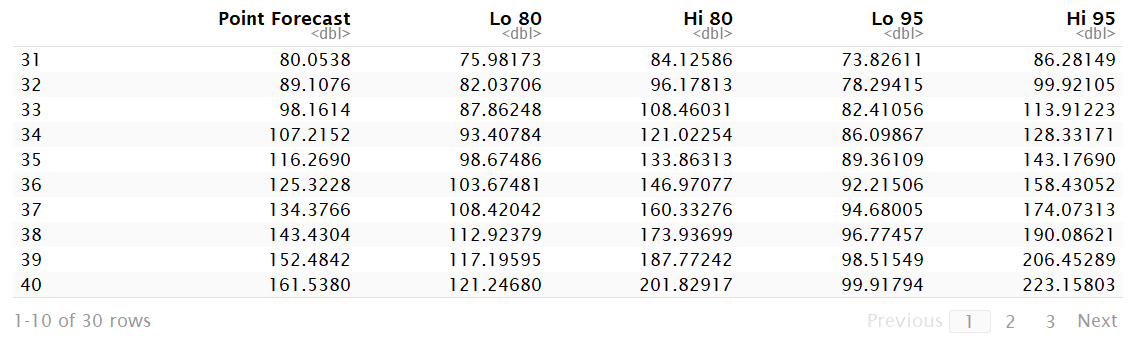 Point Forecast Lo 80 Hi 80 Lo 95 Hi 95
<dbl> <dbl> <dbl> <dbl> <dbl>
31 80.0538 75.98173 84.12586 73.82611 86.28149
32 89.1076 82.03706 96.17813 78.29415 99.92105
33 98.1614 87.86248 108.46031 82.41056 113.91223
34 107.2152 93.40784 121.02254 86.09867 128.33171
35 116.2690 98.67486 133.86313 89.36109 143.17690
36 125.3228 103.67481 146.97077 92.21506 158.43052
37 134.3766 108.42042 160.33276 94.68005 174.07313
38 143.4304 112.92379 173.93699 96.77457 190.08621
39 152.4842 117.19595 187.77242 98.51549 206.45289
40 161.5380 121.24680 201.82917 99.91794 223.15803
1-10 of 30 rows Previous 1 2 3 Next